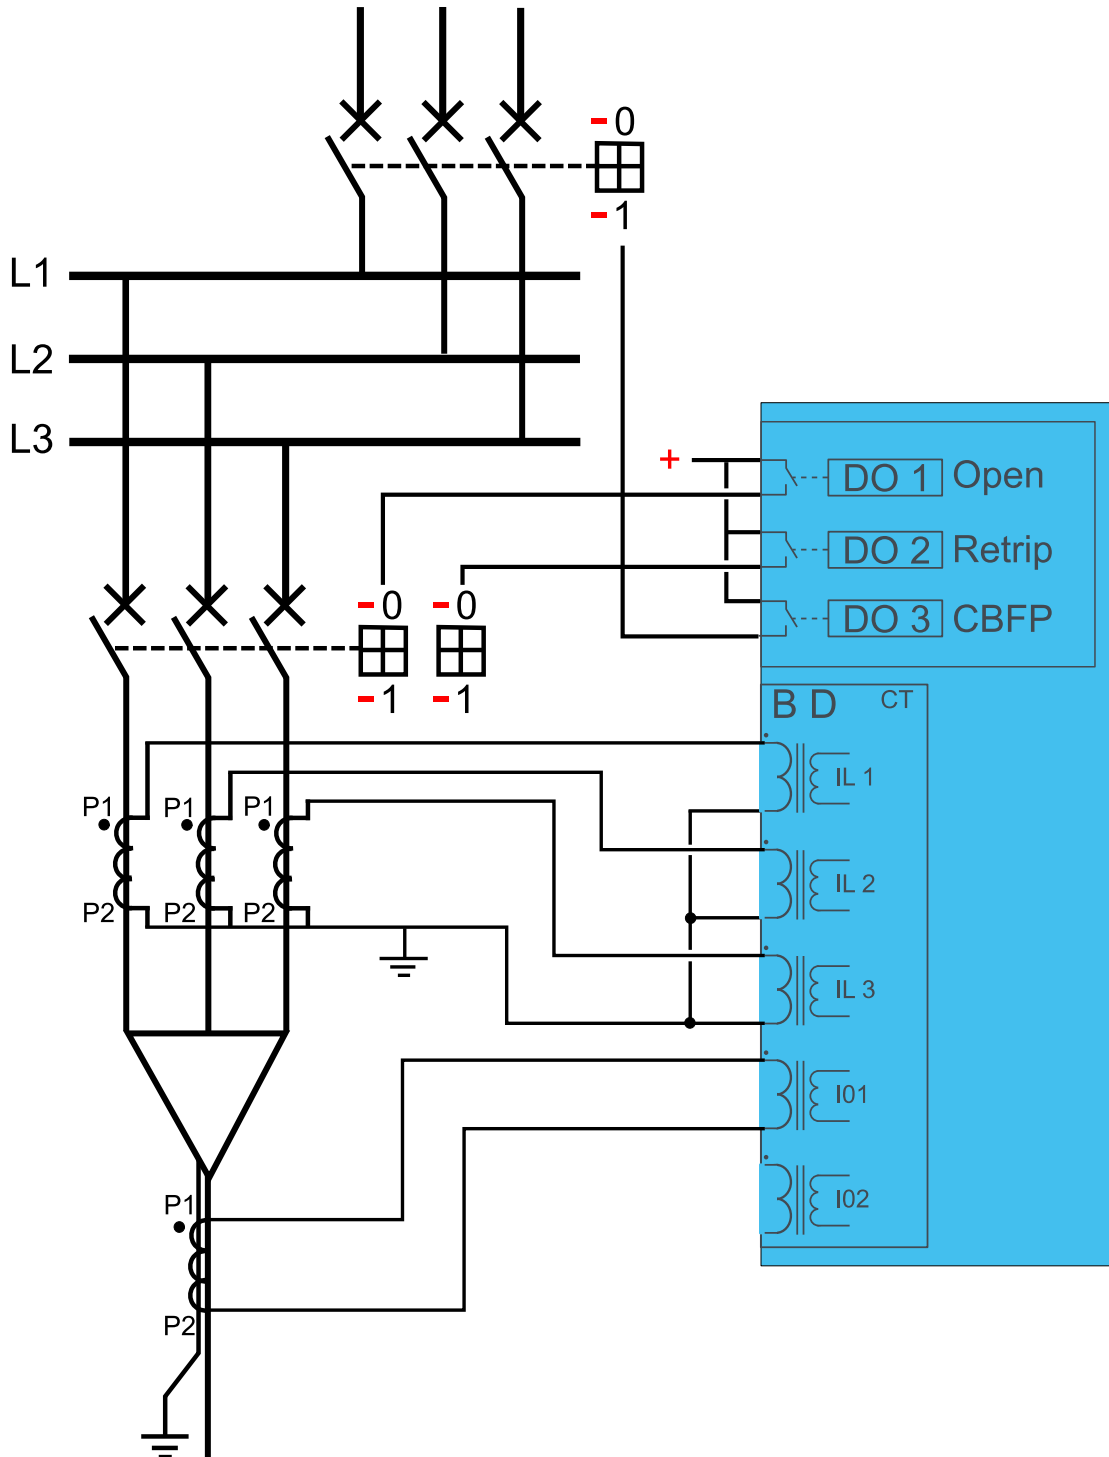 - 0
- 1
L1
L2
L3
+
DO 1 Open
DO 2 Retrip
DO 3 CBFP
- 0 - 0
- 1 - 1
B D CT
IL 1
P1 P1 P1
IL 2
P2 P2 P2
IL 3
I01
I02
P1
P2